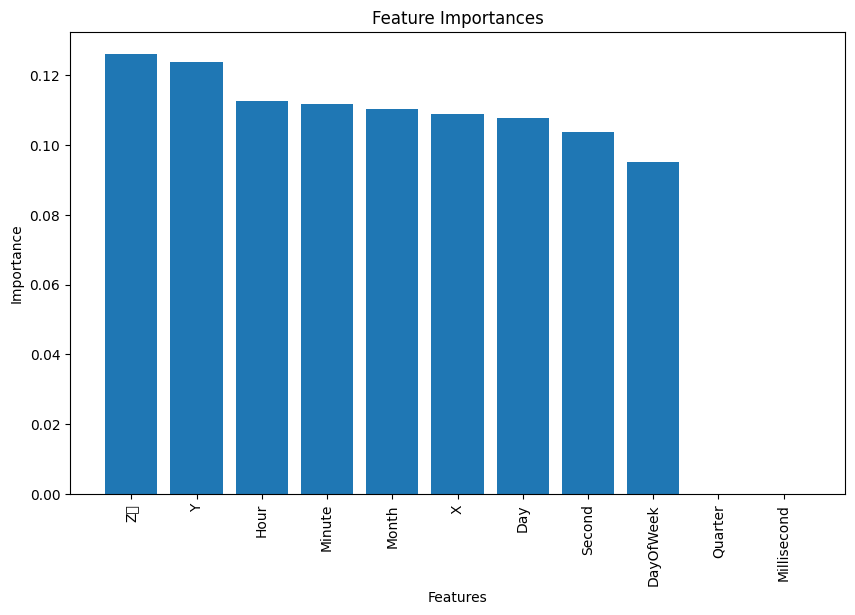 Feature Importances
Importance
0.12
0.10
0.08
0.06
0.04
0.02
0.00
Z
Y
Hour
Minute
Month
X
Day
Second
DayOfWeek
Quarter
Millisecond
Features